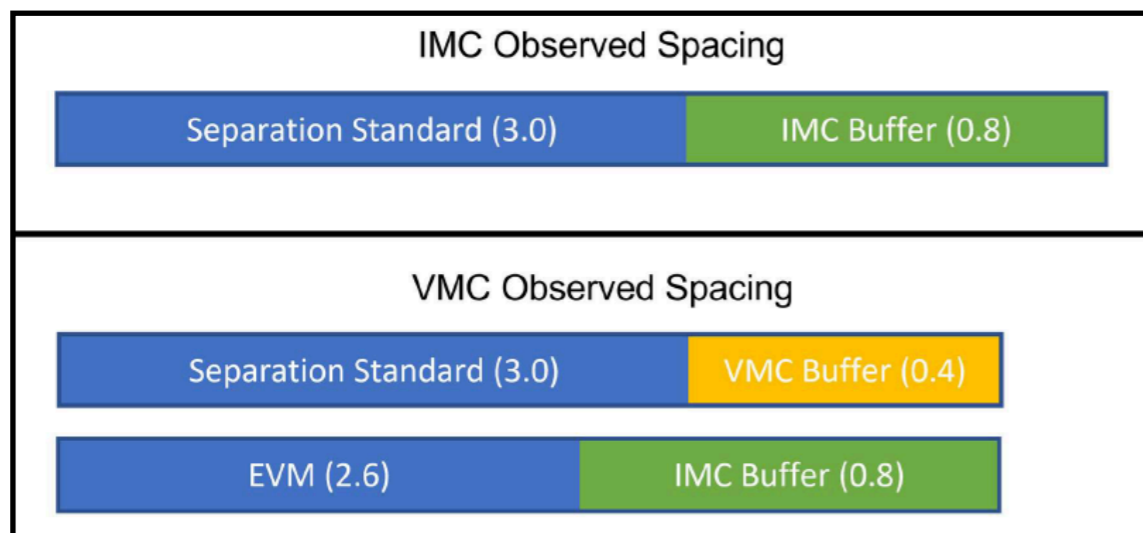 IMC Observed Spacing
Separation Standard (3.0) IMC Buffer (0.8)
VMC Observed Spacing
Separation Standard (3.0) VMC Buffer (0.4)
EVM (2.6) IMC Buffer (0.8)